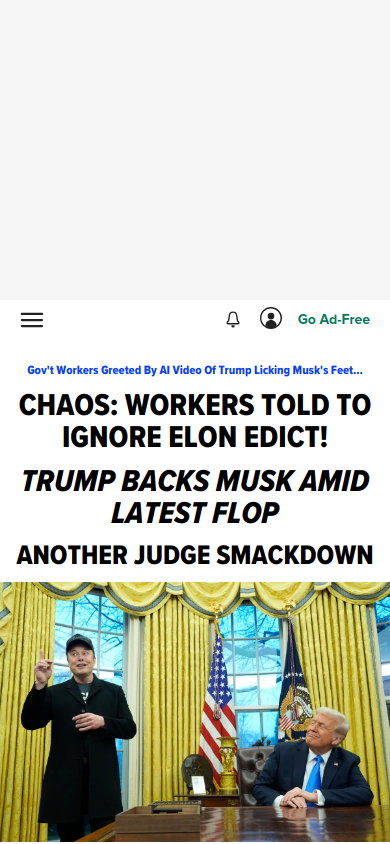 Go Ad-Free
Gov't Workers Greeted By AI Video Of Trump Licking Musk's Feet...
CHAOS: WORKERS TOLD TO
IGNORE ELON EDICT!
TRUMP BACKS MUSK AMID
LATEST FLOP
ANOTHER JUDGE SMACKDOWN